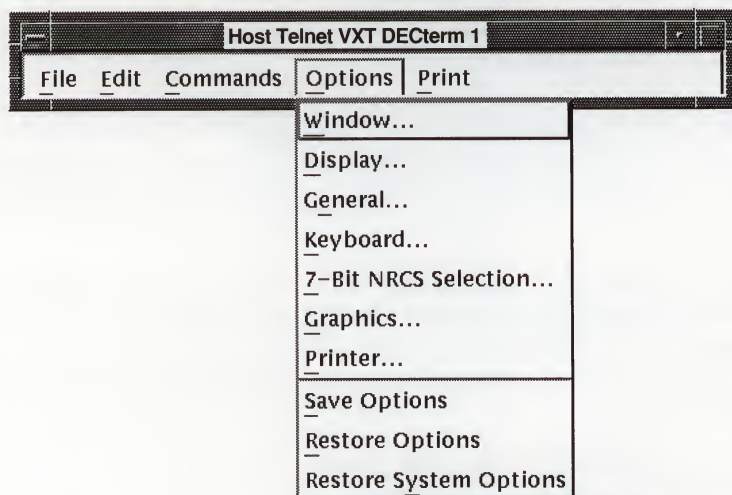 Host Telnet VXT DECterm 1
File Edit Commands Options Print
Window...
Display...
General...
Keyboard...
7-Bit NRCS Selection...
Graphics...
Printer...
Save Options
Restore Options
Restore System Options